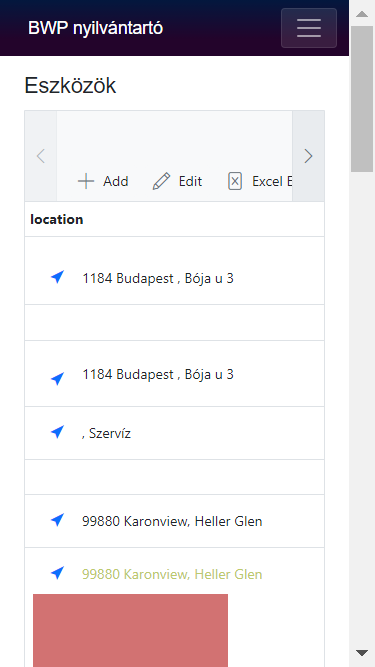 BWP nyilvántartó
Eszközök
Add Edit Excel E
location
1184 Budapest , Bója u 3
1184 Budapest , Bója u 3
, Szervíz
99880 Karonview, Heller Glen
99880 Karonview, Heller Glen